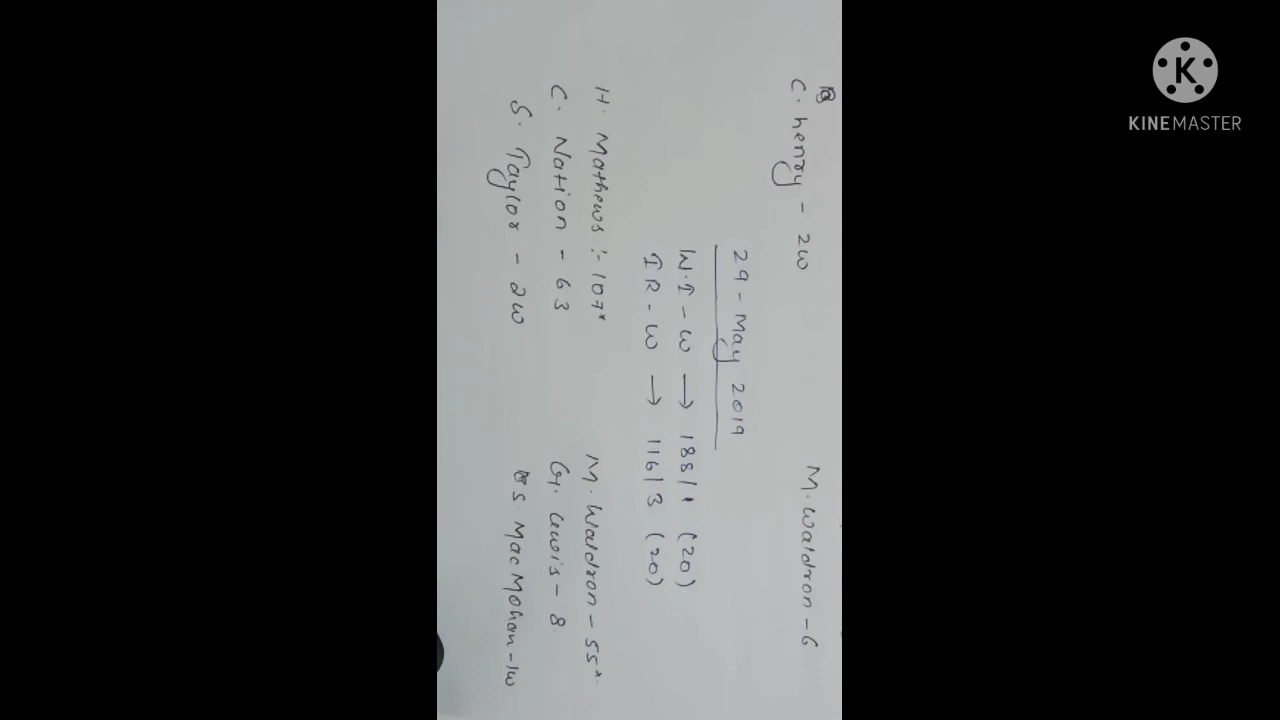 C. henry - 2w
M. Waldron - 6
29 - May 2019
W.I - W → 188/1 (20)
IR - W → 116/3 (20)
H. Mathews :- 107*
M. Waldron - 55*
C. Nation - 63
G. Lewis - 8
S. Taylor - 2w
S. MacMohan - 1w
KINEMASTER